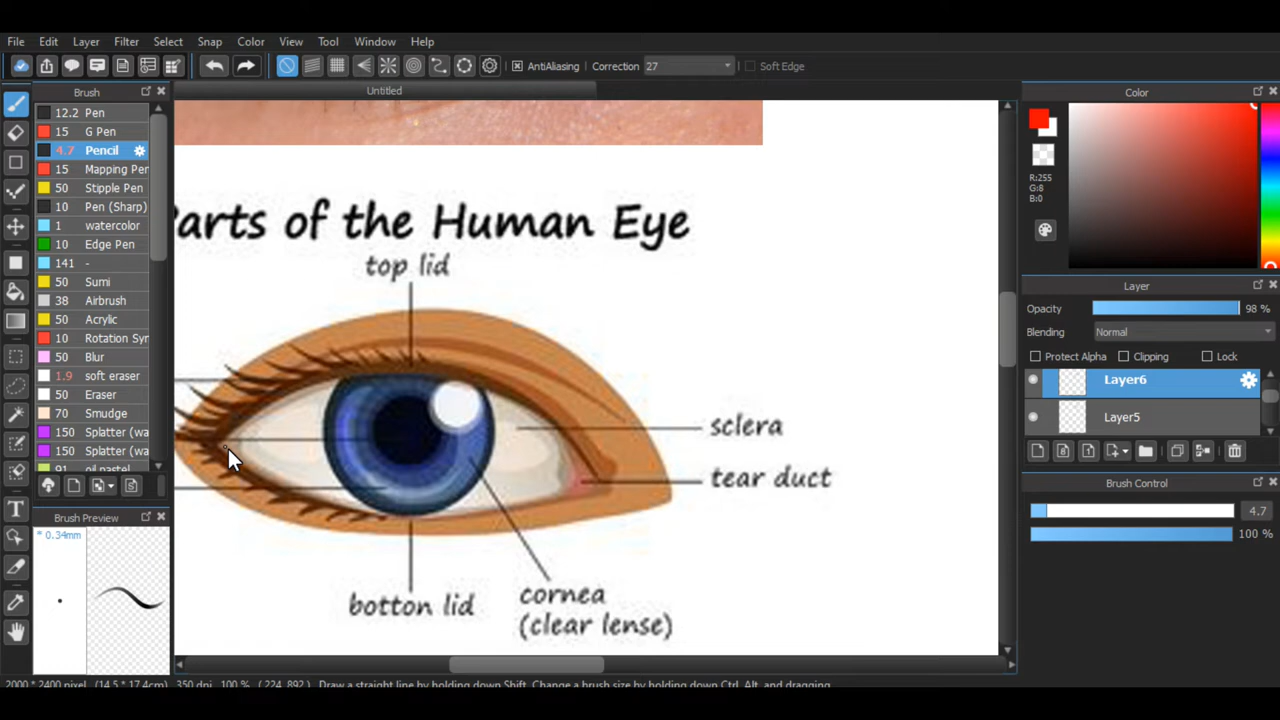 File Edit Layer Filter Select Snap Color View Tool Window Help
AntiAliasing Correction 27 Soft Edge
Brush
Untitled
Color
12.2 Pen
15 G Pen
4.7 Pencil
15 Mapping Pen
50 Stipple Pen
10 Pen (Sharp)
1 watercolor
10 Edge Pen
141 -
50 Sumi
38 Airbrush
50 Acrylic
10 Rotation Syr
50 Blur
1.9 soft eraser
50 Eraser
70 Smudge
150 Splatter (wa
150 Splatter (wa
91 oil pastel
Brush Preview
* 0.34mm
Parts of the Human Eye
top lid
sclera
tear duct
botton lid
cornea
(clear lense)
R:255
G:8
B:0
Layer
Opacity 98 %
Blending Normal
Protect Alpha Clipping Lock
Layer6
Layer5
Brush Control
4.7
100 %
2000 * 2400 pixel (14.5 * 17.4cm) 350 dpi 100 % ( 224, 892 ) Draw a straight line by holding down Shift, Change a brush size by holding down Ctrl, Alt, and dragging